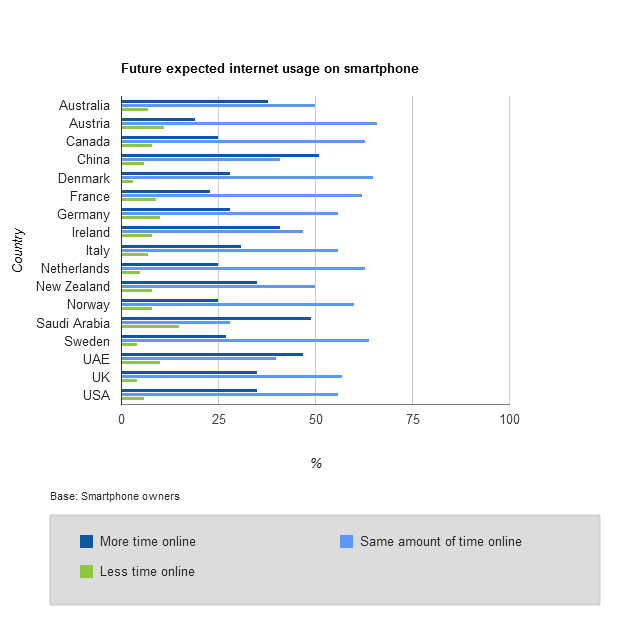 Future expected internet usage on smartphone
Country
Australia
Austria
Canada
China
Denmark
France
Germany
Ireland
Italy
Netherlands
New Zealand
Norway
Saudi Arabia
Sweden
UAE
UK
USA
0 25 50 75 100
%
Base: Smartphone owners
More time online Same amount of time online
Less time online